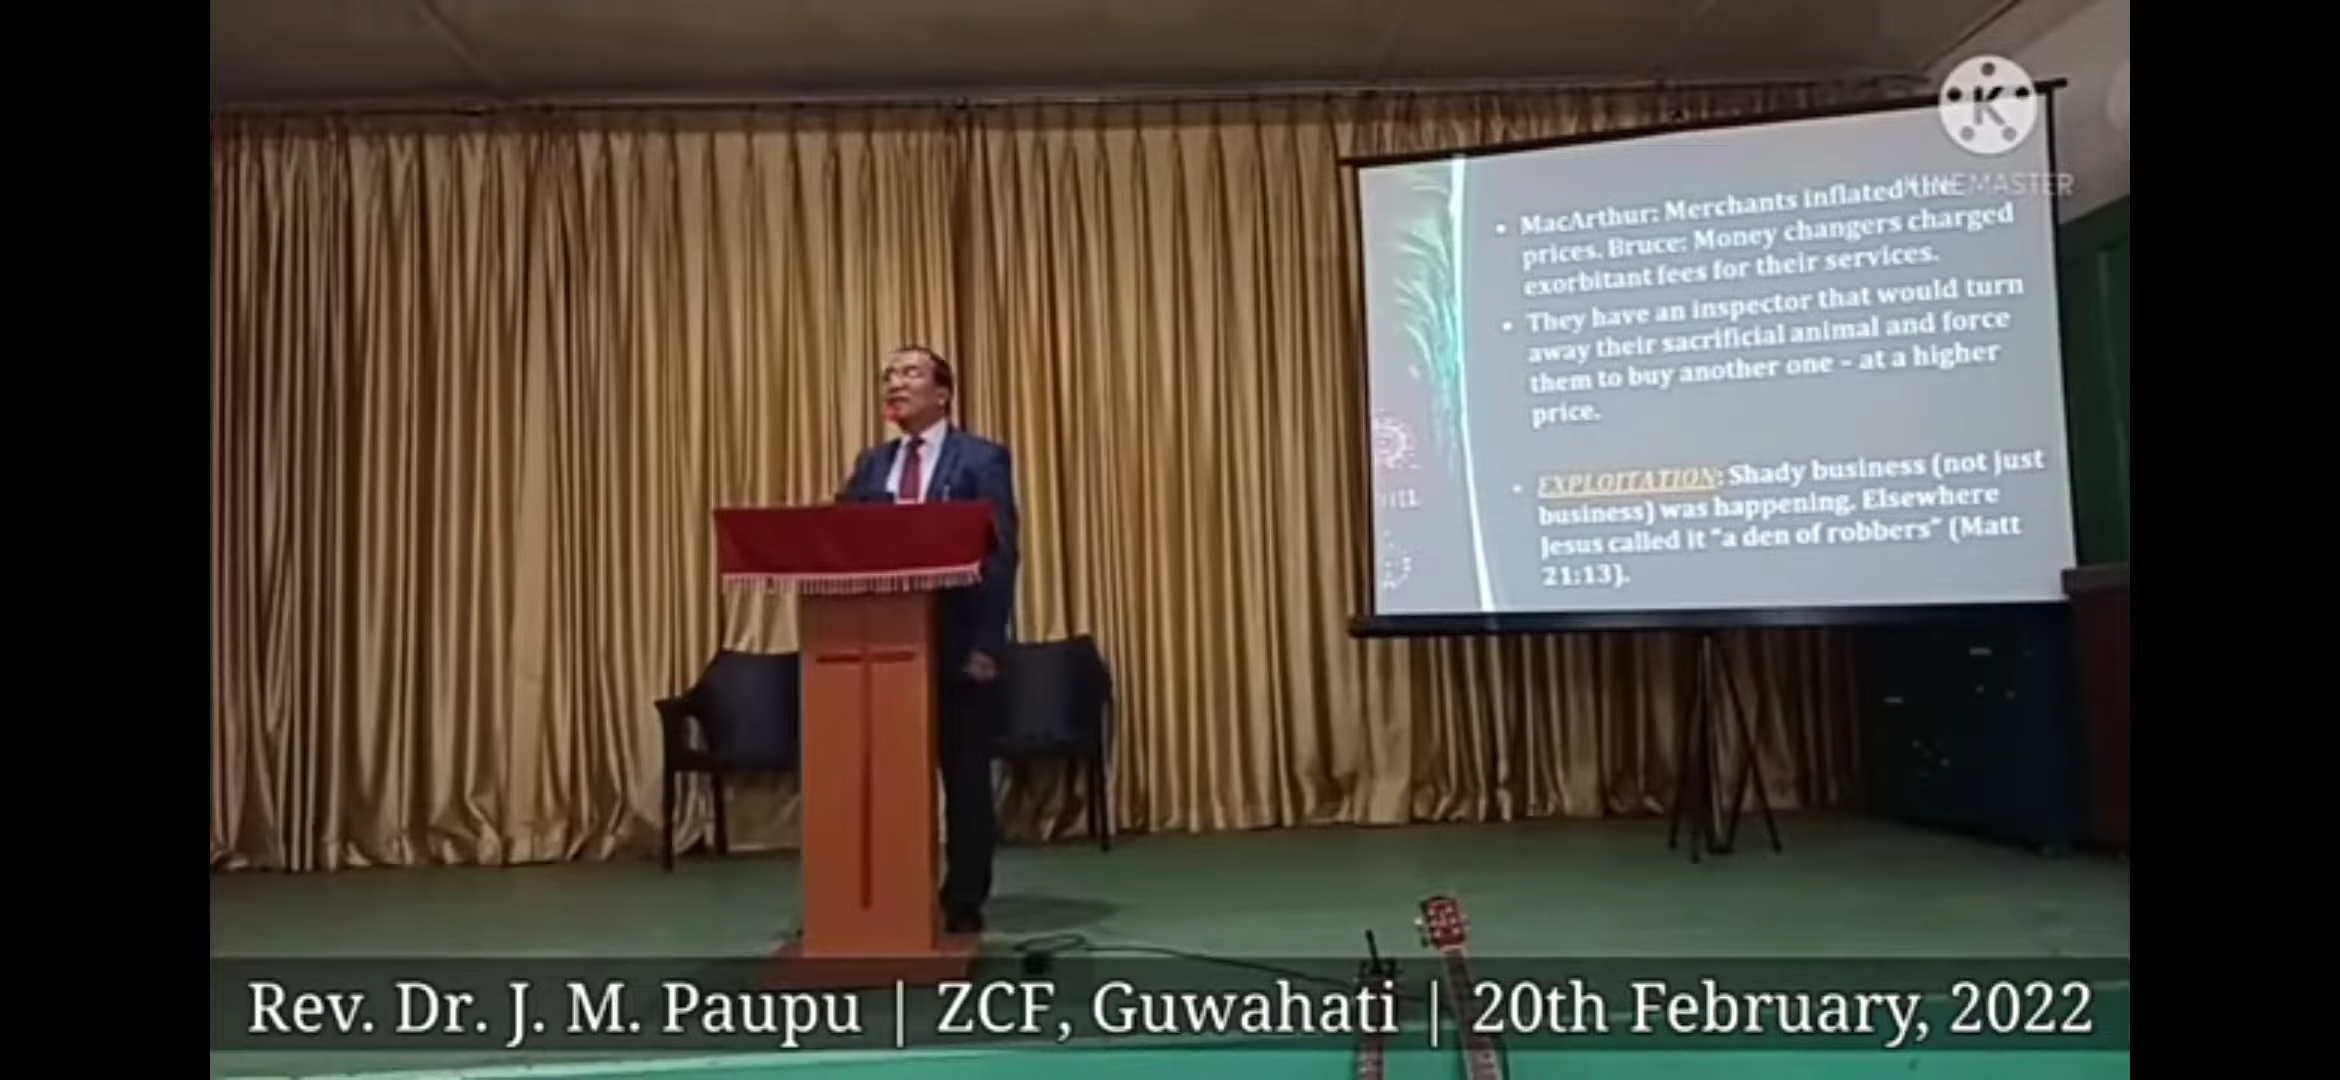 K
KINEMASTER
• MacArthur: Merchants inflated the
prices. Bruce: Money changers charged
exorbitant fees for their services.
• They have an inspector that would turn
away their sacrificial animal and force
them to buy another one – at a higher
price.
• EXPLOITATION: Shady business (not just
business) was happening. Elsewhere
Jesus called it "a den of robbers" (Matt
21:13).
Rev. Dr. J. M. Paupu | ZCF, Guwahati | 20th February, 2022